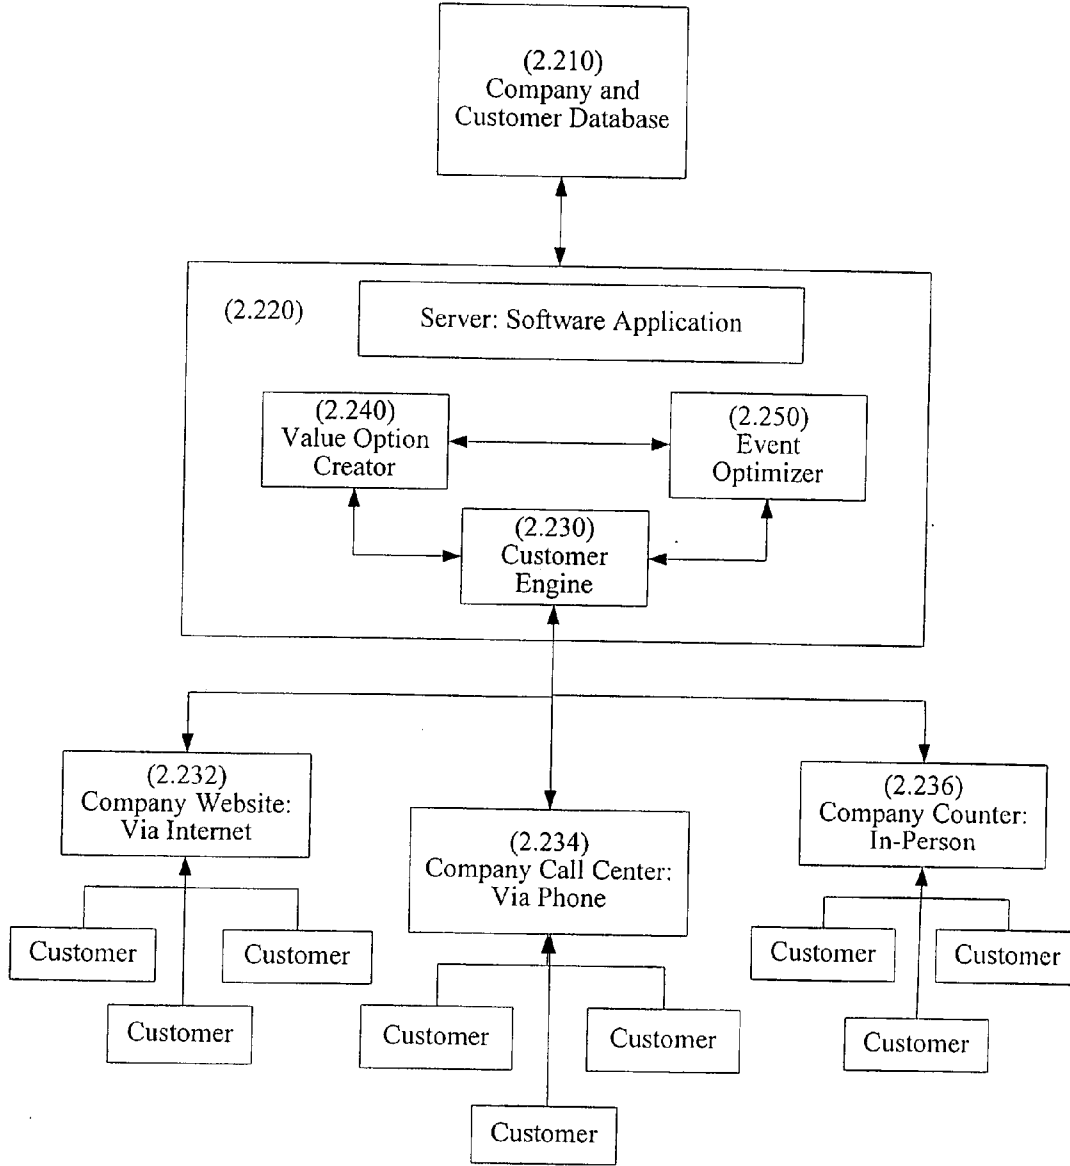 (2.210)
Company and
Customer Database
(2.220)
Server: Software Application
(2.240)
Value Option
Creator
(2.250)
Event
Optimizer
(2.230)
Customer
Engine
(2.232)
Company Website:
Via Internet
(2.234)
Company Call Center:
Via Phone
(2.236)
Company Counter:
In-Person
Customer
Customer
Customer
Customer
Customer
Customer
Customer
Customer
Customer